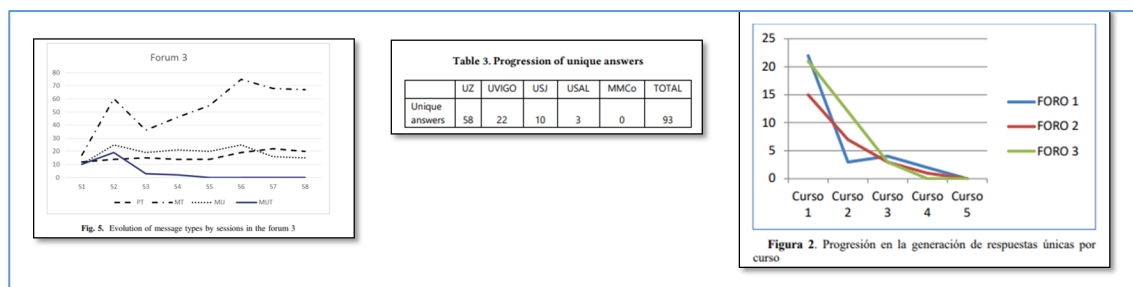 Forum 3
80
70
60
50
40
30
20
10
0
S1 S2 S3 S4 S5 S6 S7 S8
PT MT MU MUT
Fig. 5. Evolution of message types by sessions in the forum 3
Table 3. Progression of unique answers
UZ UVIGO USJ USAL MMCo TOTAL
Unique
answers 58 22 10 3 0 93
25
20
15
10
5
0
Curso Curso Curso Curso Curso
1 2 3 4 5
FORO 1
FORO 2
FORO 3
Figura 2. Progresión en la generación de respuestas únicas por
curso